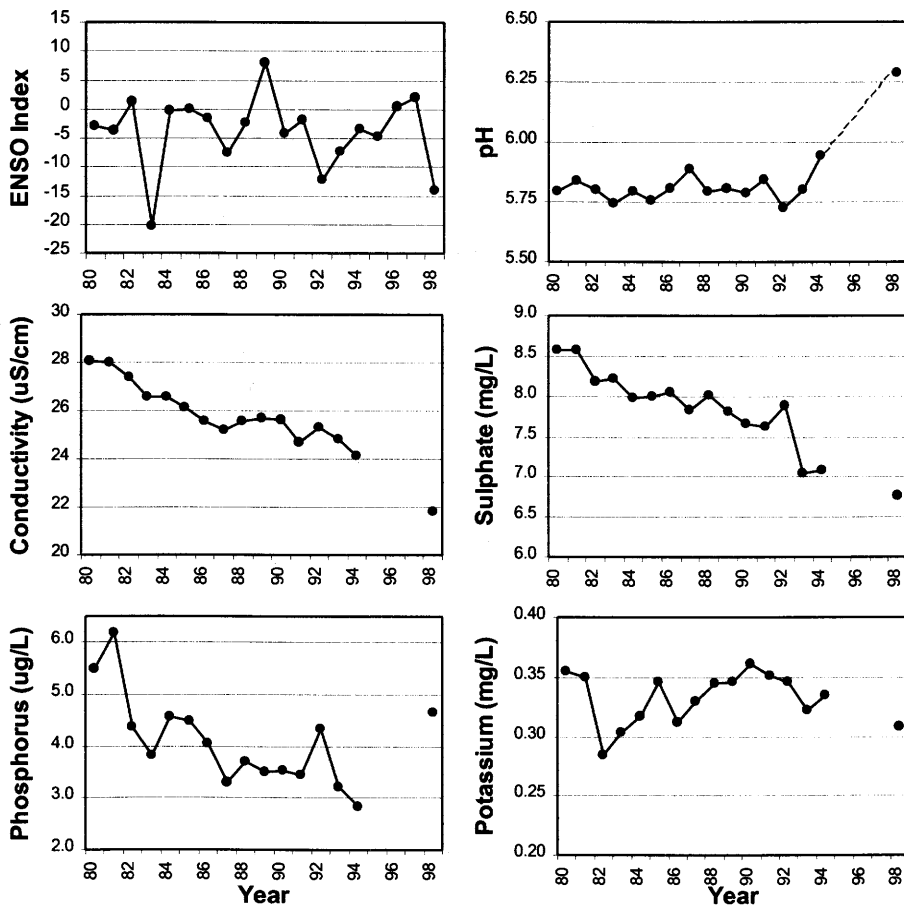 ENSO Index
15
10
5
0
-5
-10
-15
-20
-25
80 82 84 86 88 90 92 94 96 98
pH
6.50
6.25
6.00
5.75
5.50
80 82 84 86 88 90 92 94 96 98
Conductivity (uS/cm)
30
28
26
24
22
20
80 82 84 86 88 90 92 94 96 98
Sulphate (mg/L)
9.0
8.5
8.0
7.5
7.0
6.5
6.0
80 82 84 86 88 90 92 94 96 98
Phosphorus (ug/L)
6.0
5.0
4.0
3.0
2.0
80 82 84 86 88 90 92 94 96 98
Year
Potassium (mg/L)
0.40
0.35
0.30
0.25
0.20
80 82 84 86 88 90 92 94 96 98
Year